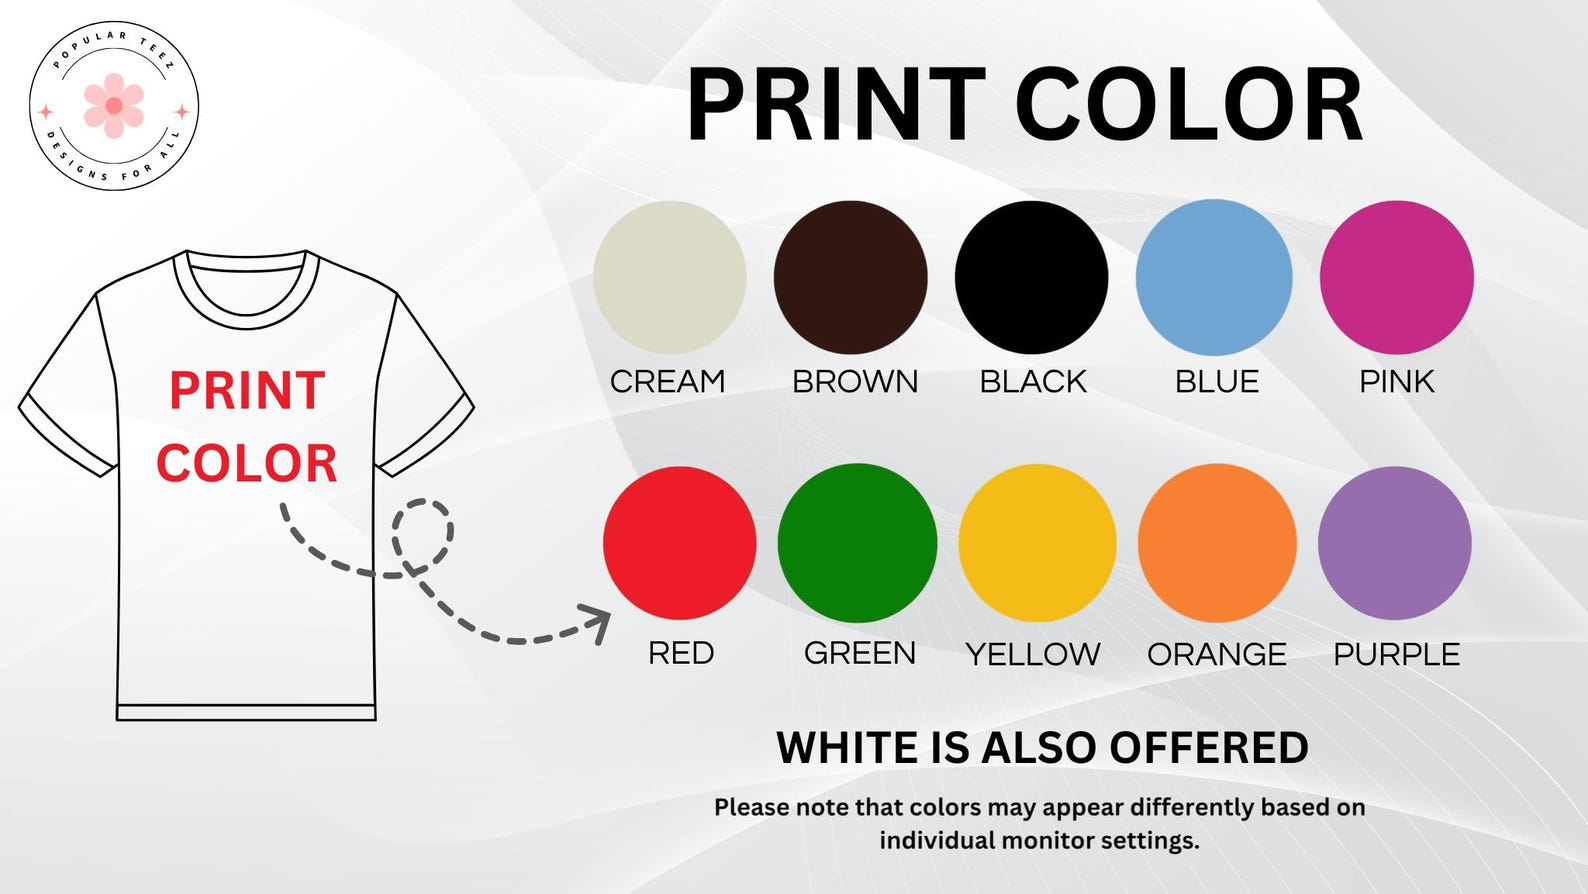 POPULAR TEEZ
DESIGNS FOR ALL
PRINT COLOR
PRINT
COLOR
CREAM
BROWN
BLACK
BLUE
PINK
RED
GREEN
YELLOW
ORANGE
PURPLE
WHITE IS ALSO OFFERED
Please note that colors may appear differently based on
individual monitor settings.